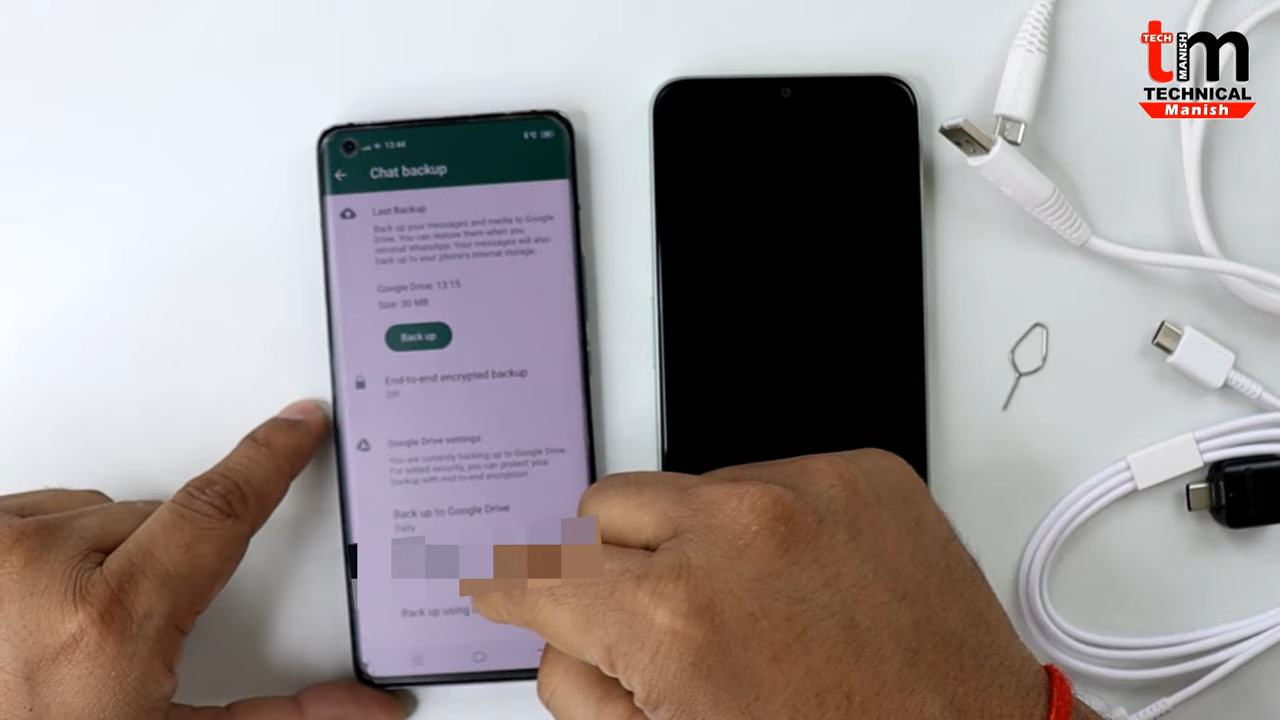 13:44
Chat backup
Last Backup
Back up your messages and media to Google
Drive. You can restore them when you
reinstall WhatsApp. Your messages will also
back up to your phone's internal storage.
Google Drive: 13:15
Size: 30 MB
Back up
End-to-end encrypted backup
Off
Google Drive settings
You are currently backing up to Google Drive.
For added security, you can protect your
backup with end-to-end encryption
Back up to Google Drive
Daily
Back up using
TECH
MANISH
tm
TECHNICAL
Manish